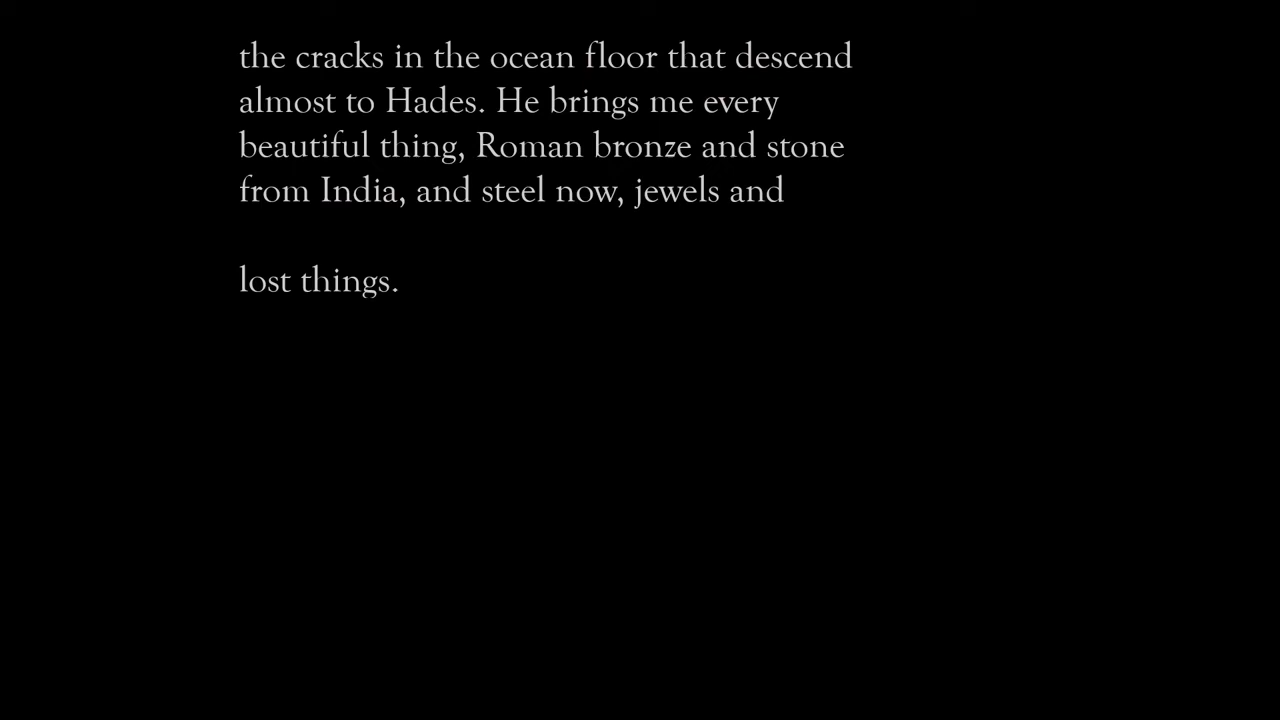 the cracks in the ocean floor that descend
almost to Hades. He brings me every
beautiful thing, Roman bronze and stone
from India, and steel now, jewels and
lost things.